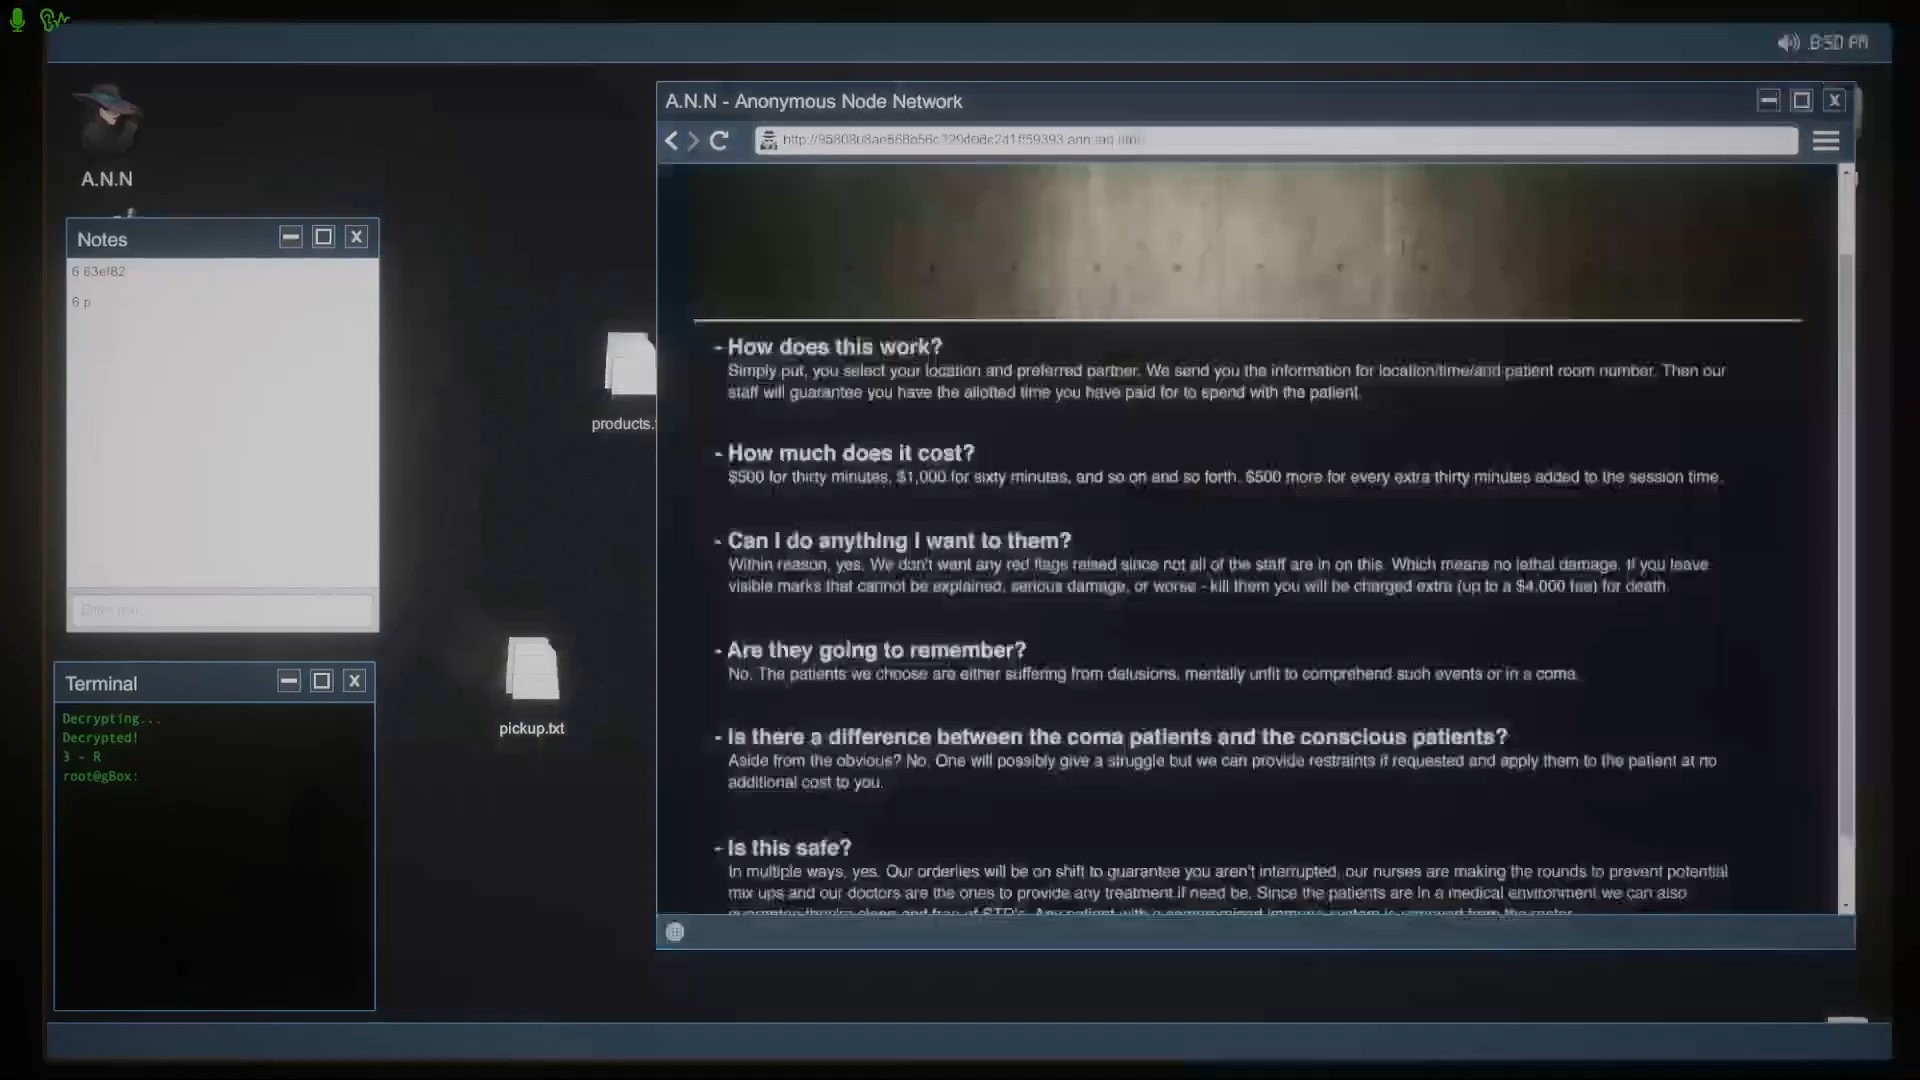 8:50 PM
A.N.N
Notes
6 63ef82
6 p
Terminal
Decrypting...
Decrypted!
3 - R
root@gBox:
products.
pickup.txt
A.N.N - Anonymous Node Network
- How does this work?
Simply put, you select your location and preferred partner. We send you the information for location/time/and patient room number. Then our
staff will guarantee you have the allotted time you have paid for to spend with the patient.
- How much does it cost?
$500 for thirty minutes, $1,000 for sixty minutes, and so on and so forth. $500 more for every extra thirty minutes added to the session time.
- Can I do anything I want to them?
Within reason, yes. We don't want any red flags raised since not all of the staff are in on this. Which means no lethal damage. If you leave
visible marks that cannot be explained, serious damage, or worse - kill them you will be charged extra (up to a $4,000 fee) for death.
- Are they going to remember?
No. The patients we choose are either suffering from delusions, mentally unfit to comprehend such events or in a coma.
- Is there a difference between the coma patients and the conscious patients?
Aside from the obvious? No. One will possibly give a struggle but we can provide restraints if requested and apply them to the patient at no
additional cost to you.
- Is this safe?
In multiple ways, yes. Our orderlies will be on shift to guarantee you aren't interrupted, our nurses are making the rounds to prevent potential
mix ups and our doctors are the ones to provide any treatment if need be. Since the patients are in a medical environment we can also